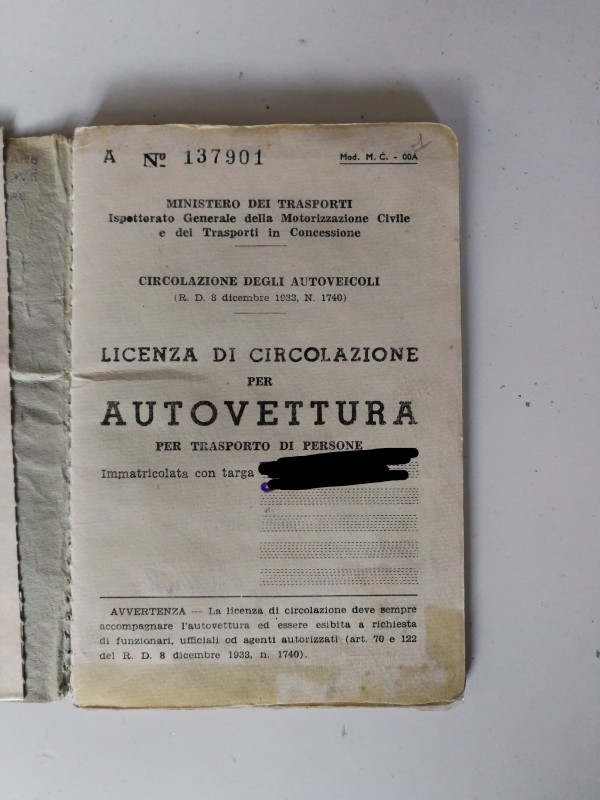 A Nº 137901 Mod. M. C. - 00A
MINISTERO DEI TRASPORTI
Ispettorato Generale della Motorizzazione Civile
e dei Trasporti in Concessione
CIRCOLAZIONE DEGLI AUTOVEICOLI
(R. D. 8 dicembre 1933, N. 1740)
LICENZA DI CIRCOLAZIONE
PER
AUTOVETTURA
PER TRASPORTO DI PERSONE
Immatricolata con targa
AVVERTENZA — La licenza di circolazione deve sempre
accompagnare l'autovettura ed essere esibita a richiesta
di funzionari, ufficiali od agenti autorizzati (art. 70 e 122
del R. D. 8 dicembre 1933, n. 1740).